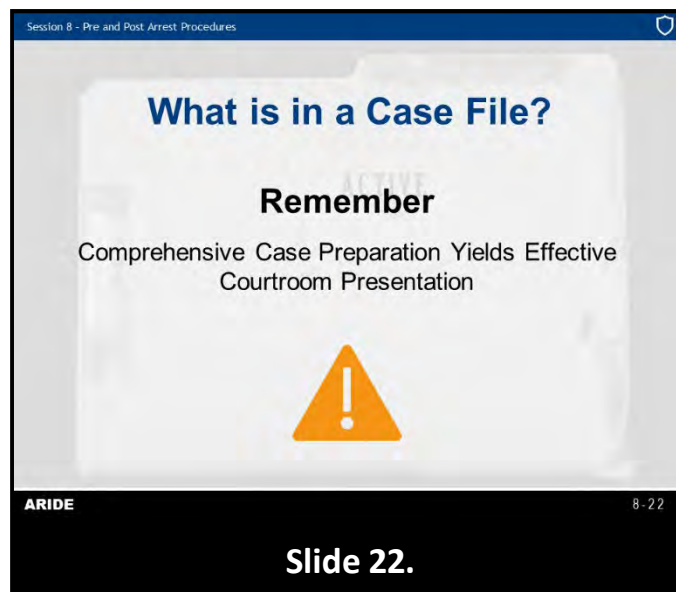 Session 8 - Pre and Post Arrest Procedures
What is in a Case File?
ACTIVE
Remember
Comprehensive Case Preparation Yields Effective
Courtroom Presentation
!
ARIDE
8-22
Slide 22.